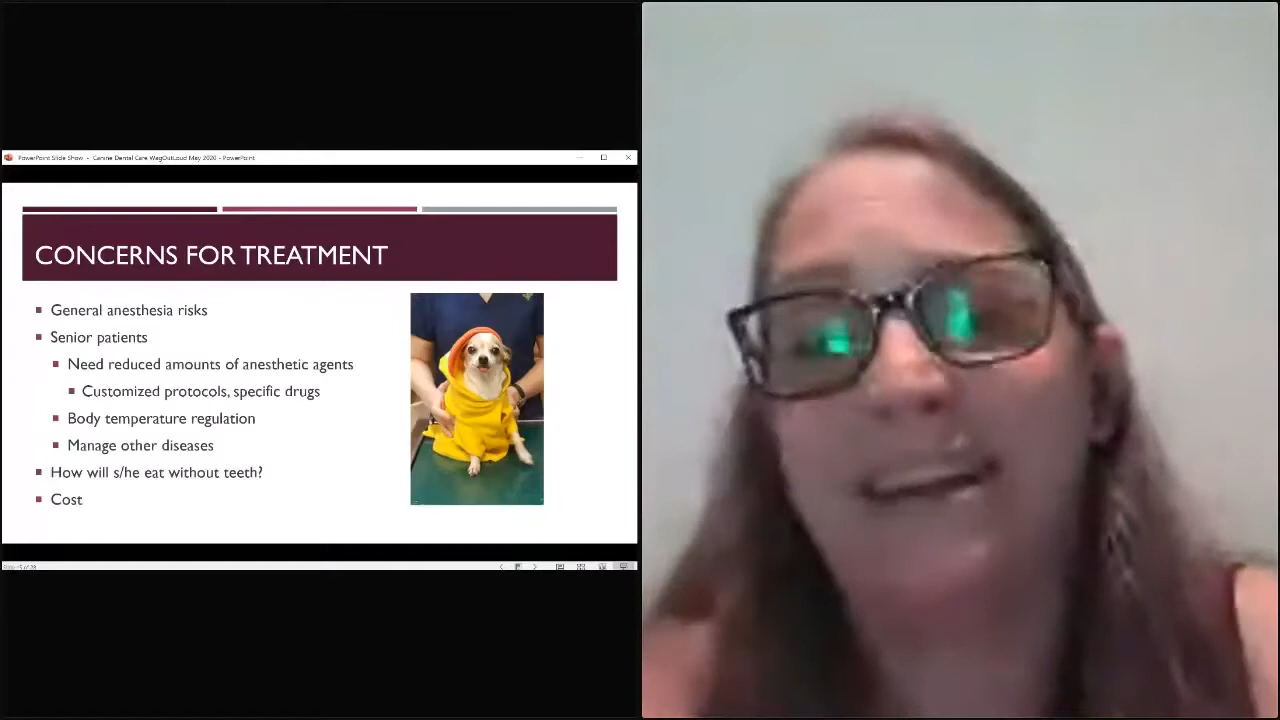 PowerPoint Slide Show - Canine Dental Care WagOutLoud May 2020 - PowerPoint
CONCERNS FOR TREATMENT
General anesthesia risks
Senior patients
Need reduced amounts of anesthetic agents
Customized protocols, specific drugs
Body temperature regulation
Manage other diseases
How will s/he eat without teeth?
Cost